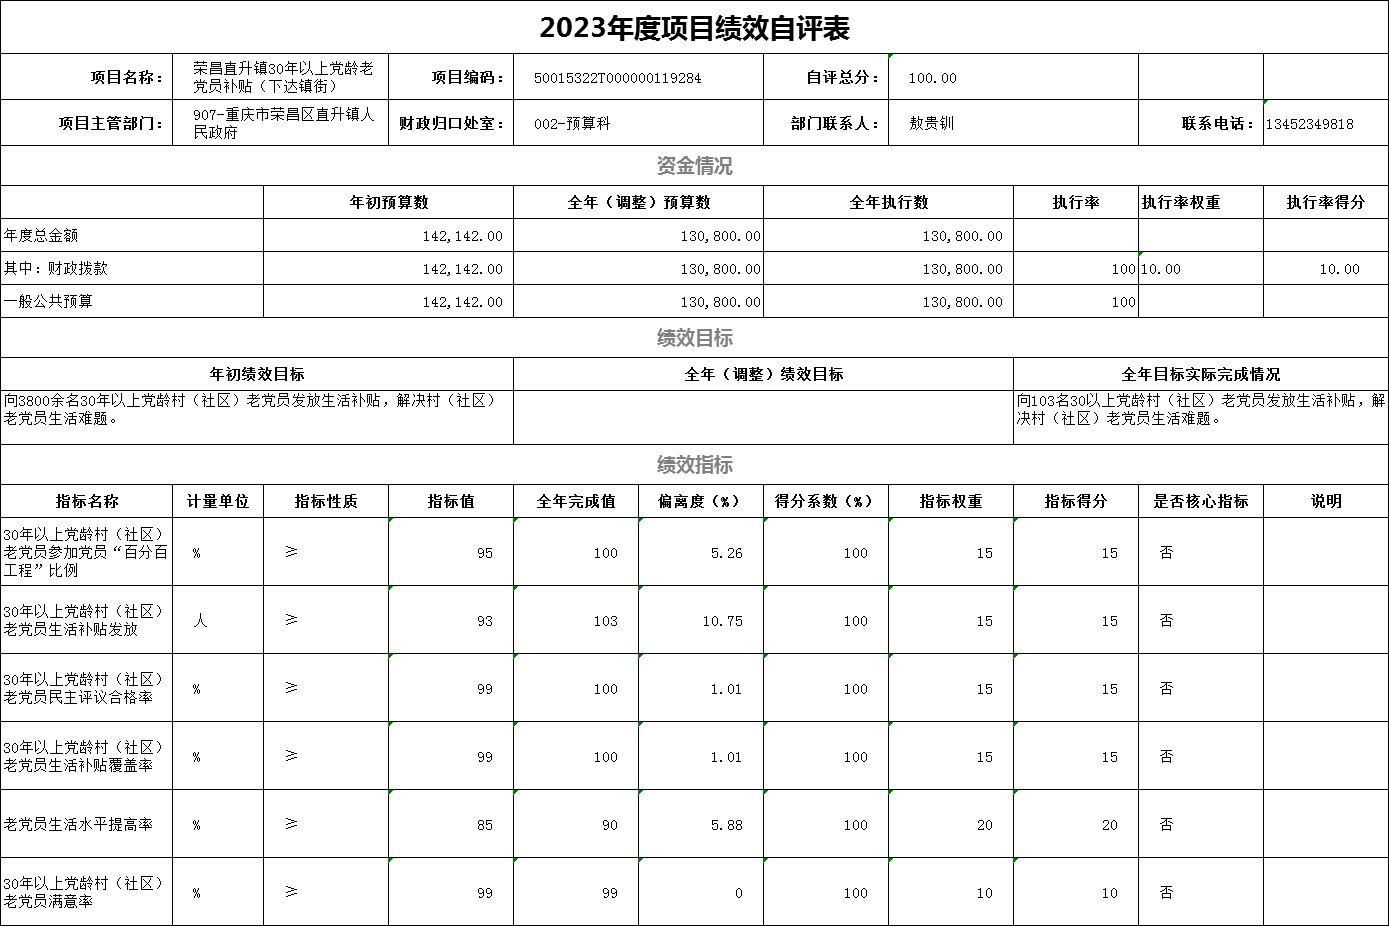 2023年度项目绩效自评表
项目名称： 荣昌直升镇30年以上党龄老党员补贴（下达镇街） 项目编码： 50015322T000000119284 自评总分： 100.00
项目主管部门： 907-重庆市荣昌区直升镇人民政府 财政归口处室： 002-预算科 部门联系人： 敖贵钏 联系电话： 13452349818
资金情况
年初预算数 全年（调整）预算数 全年执行数 执行率 执行率权重 执行率得分
年度总金额 142,142.00 130,800.00 130,800.00
其中：财政拨款 142,142.00 130,800.00 130,800.00 100 10.00 10.00
一般公共预算 142,142.00 130,800.00 130,800.00 100
绩效目标
年初绩效目标 全年（调整）绩效目标 全年目标实际完成情况
向3800余名30年以上党龄村（社区）老党员发放生活补贴，解决村（社区）
老党员生活难题。
向103名30以上党龄村（社区）老党员发放生活补贴，解
决村（社区）老党员生活难题。
绩效指标
指标名称 计量单位 指标性质 指标值 全年完成值 偏离度（%） 得分系数（%） 指标权重 指标得分 是否核心指标 说明
30年以上党龄村（社区）老党员参加党员“百分百工程”比例 % ≥ 95 100 5.26 100 15 15 否
30年以上党龄村（社区）老党员生活补贴发放 人 ≥ 93 103 10.75 100 15 15 否
30年以上党龄村（社区）老党员民主评议合格率 % ≥ 99 100 1.01 100 15 15 否
30年以上党龄村（社区）老党员生活补贴覆盖率 % ≥ 99 100 1.01 100 15 15 否
老党员生活水平提高率 % ≥ 85 90 5.88 100 20 20 否
30年以上党龄村（社区）老党员满意率 % ≥ 99 99 0 100 10 10 否